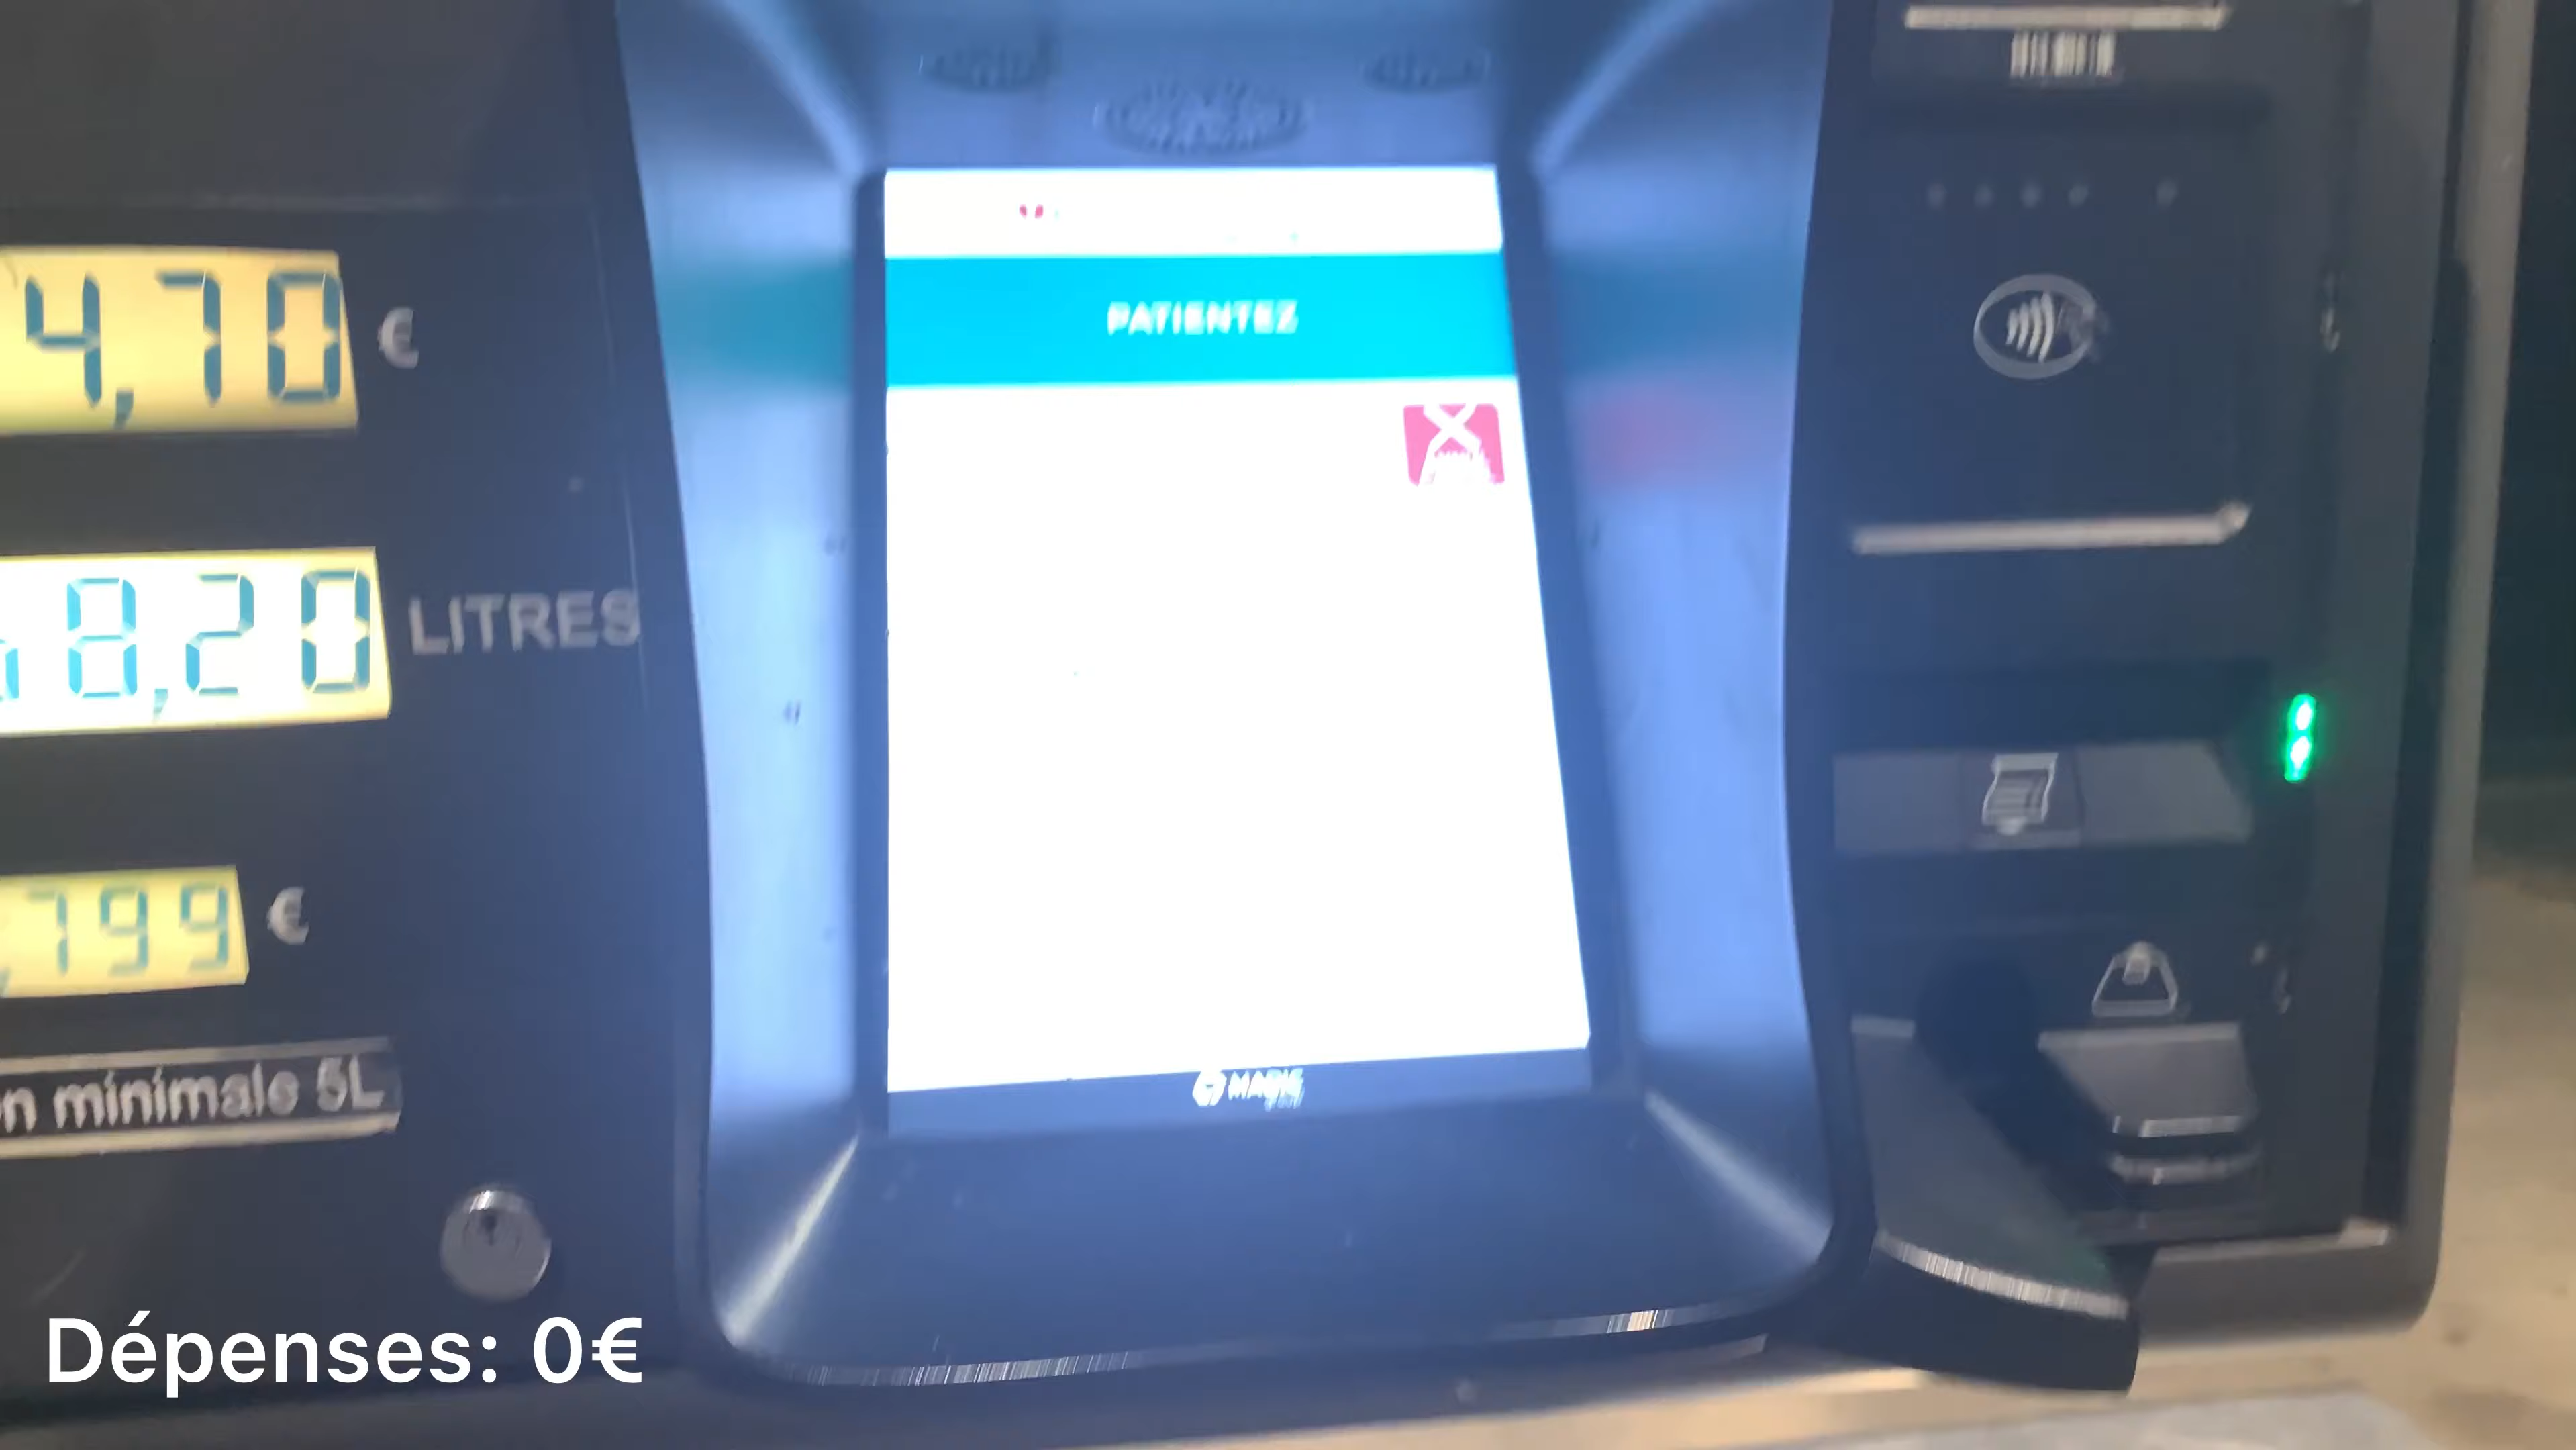 4,70 €
PATIENTEZ
8,20 LITRES
,799 €
n minimale 5L
Dépenses: 0€